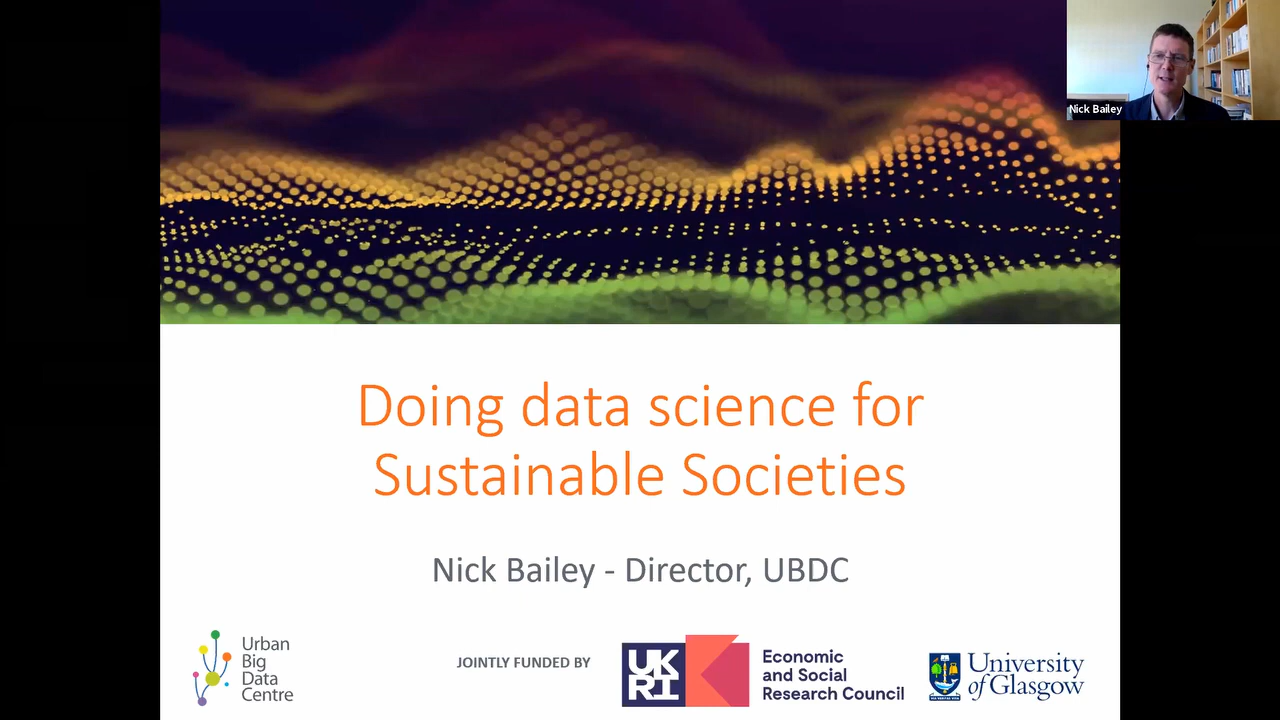 Nick Bailey
Doing data science for
Sustainable Societies
Nick Bailey - Director, UBDC
Urban
Big
Data
Centre
JOINTLY FUNDED BY
UK
RI
Economic
and Social
Research Council
University
of Glasgow